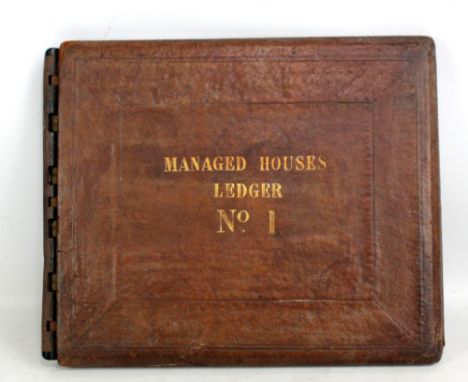 MANAGED HOUSES
LEDGER
No. 1